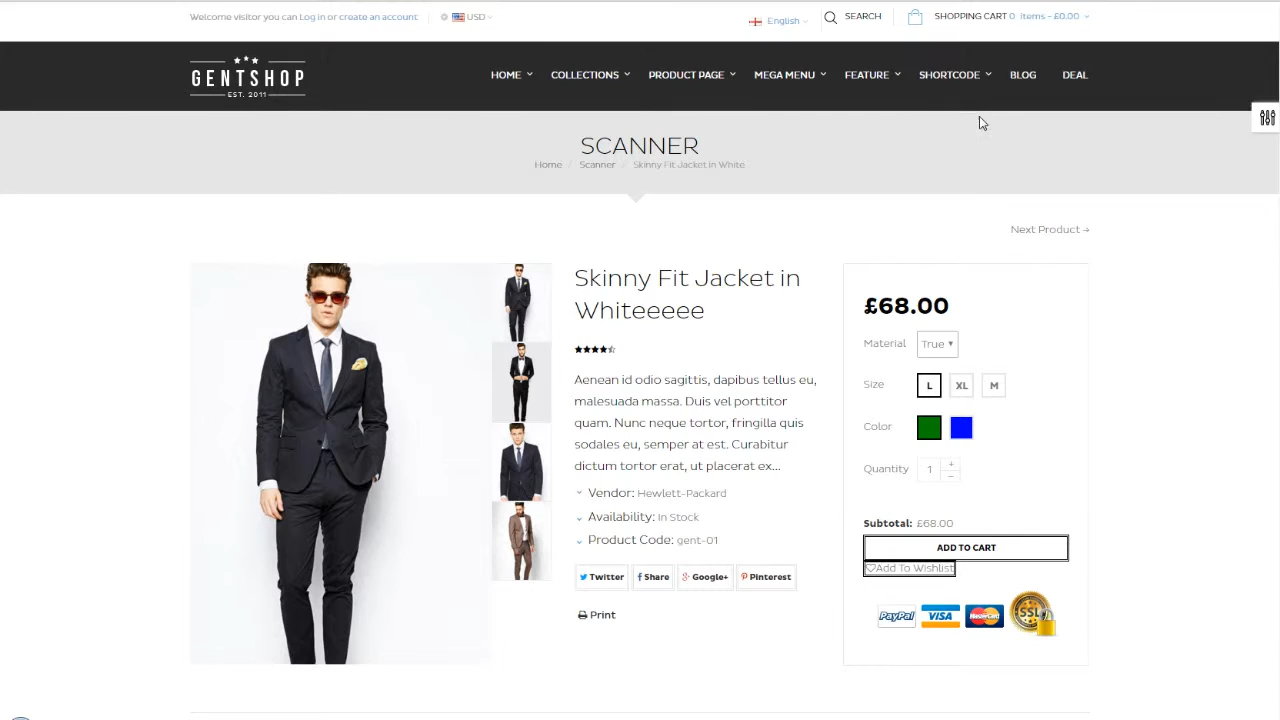 Welcome visitor you can Log in or create an account
USD
English
SEARCH
SHOPPING CART 0 Items - £0.00
GENTSHOP
EST. 2011
HOME
COLLECTIONS
PRODUCT PAGE
MEGA MENU
FEATURE
SHORTCODE
BLOG
DEAL
SCANNER
Home / Scanner / Skinny Fit Jacket in White
Next Product →
Skinny Fit Jacket in
Whiteeeee
Aenean id odio sagittis, dapibus tellus eu,
malesuada massa. Duis vel porttitor
quam. Nunc neque tortor, fringilla quis
sodales eu, semper at est. Curabitur
dictum tortor erat, ut placerat ex...
Vendor: Hewlett-Packard
Availability: In Stock
Product Code: gent-01
Twitter
Share
Google+
Pinterest
Print
£68.00
Material True
Size L XL M
Color
Quantity 1 + -
Subtotal: £68.00
ADD TO CART
Add To Wishlist
PayPal VISA MasterCard SSL